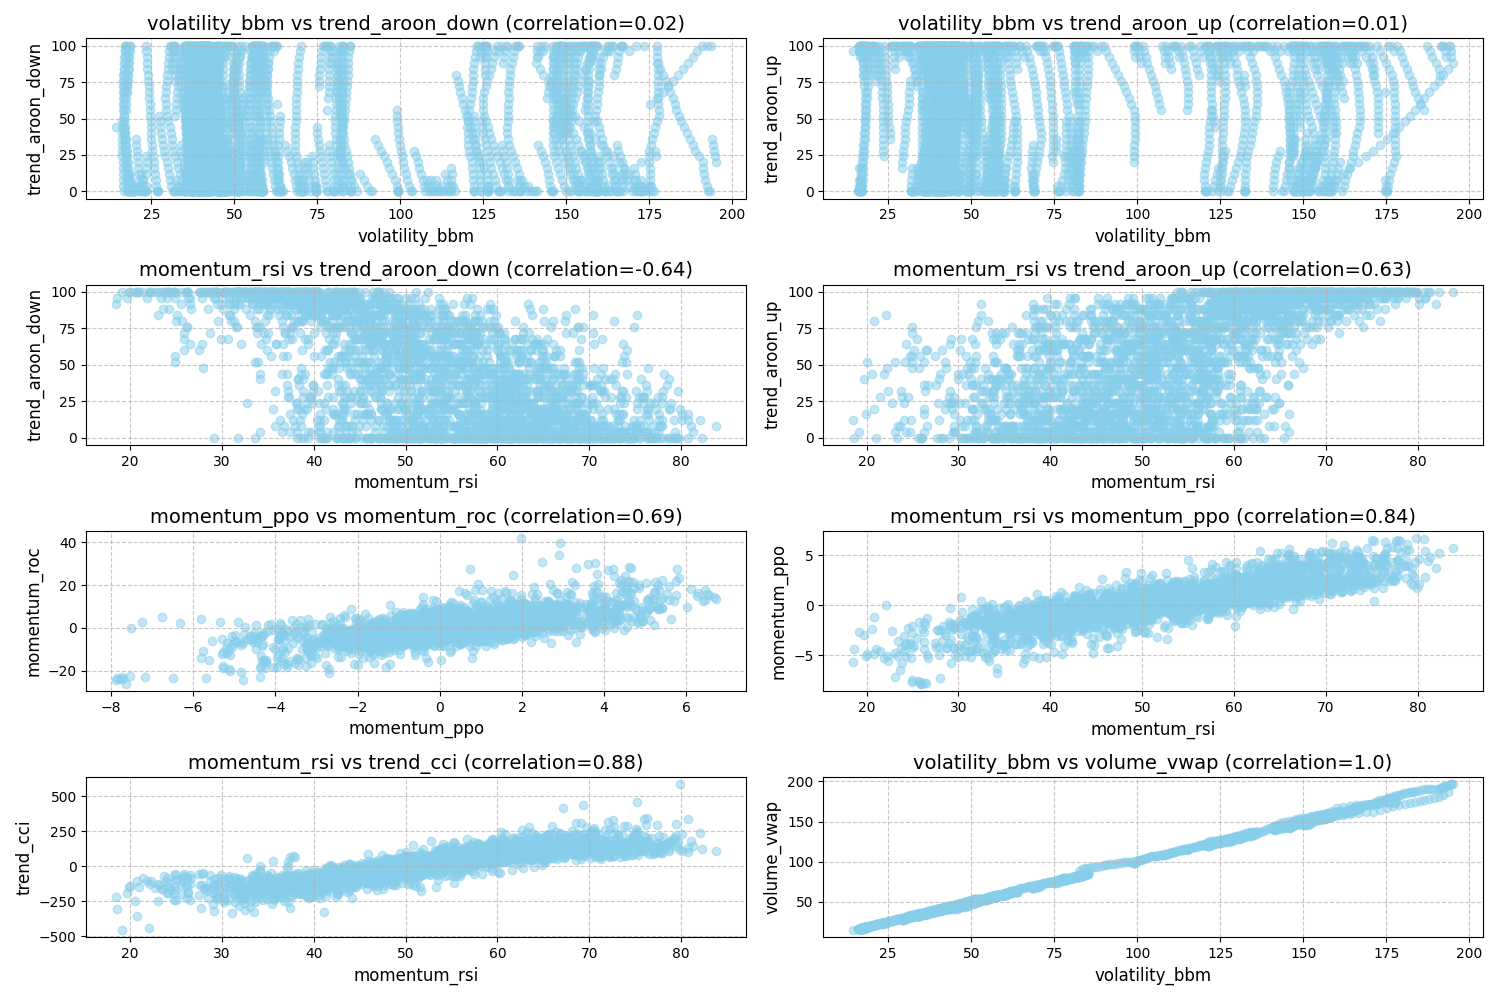 volatility_bbm vs trend_aroon_down (correlation=0.02)
trend_aroon_down
100
75
50
25
0
25 50 75 100 125 150 175 200
volatility_bbm
volatility_bbm vs trend_aroon_up (correlation=0.01)
trend_aroon_up
100
75
50
25
0
25 50 75 100 125 150 175 200
volatility_bbm
momentum_rsi vs trend_aroon_down (correlation=-0.64)
trend_aroon_down
100
75
50
25
0
20 30 40 50 60 70 80
momentum_rsi
momentum_rsi vs trend_aroon_up (correlation=0.63)
trend_aroon_up
100
75
50
25
0
20 30 40 50 60 70 80
momentum_rsi
momentum_ppo vs momentum_roc (correlation=0.69)
momentum_roc
40
20
0
−20
−8 −6 −4 −2 0 2 4 6
momentum_ppo
momentum_rsi vs momentum_ppo (correlation=0.84)
momentum_ppo
5
0
−5
20 30 40 50 60 70 80
momentum_rsi
momentum_rsi vs trend_cci (correlation=0.88)
trend_cci
500
250
0
−250
−500
20 30 40 50 60 70 80
momentum_rsi
volatility_bbm vs volume_vwap (correlation=1.0)
volume_vwap
200
150
100
50
25 50 75 100 125 150 175 200
volatility_bbm